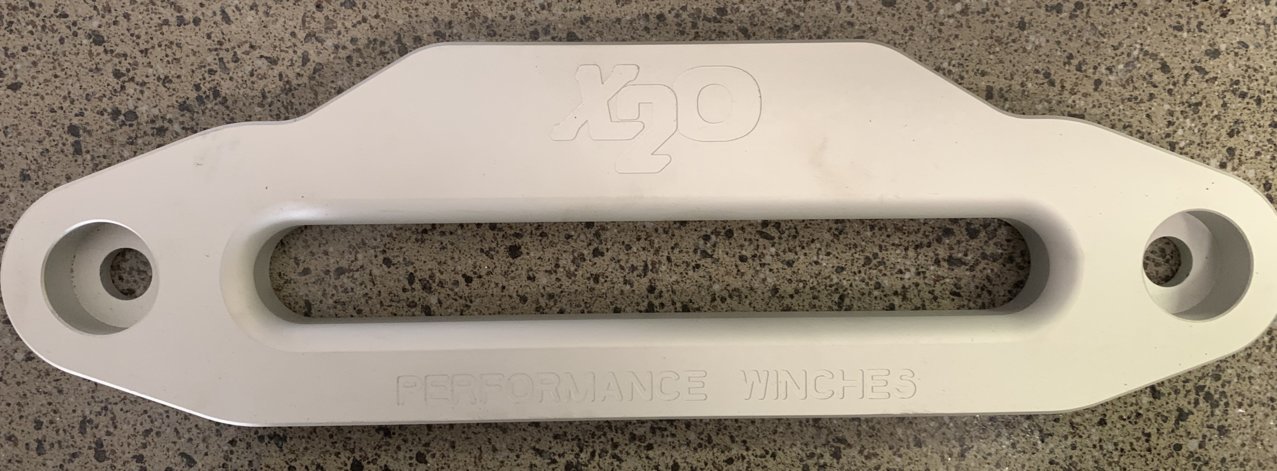 X2O
PERFORMANCE WINCHES